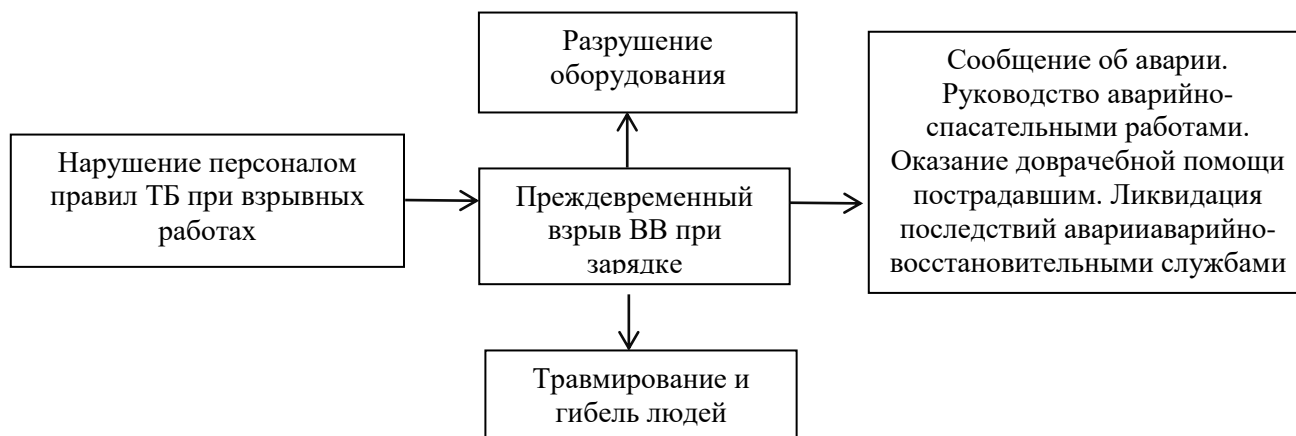 Разрушение
оборудования
Сообщение об аварии.
Руководство аварийно-
спасательными работами.
Оказание доврачебной помощи
пострадавшим. Ликвидация
последствий аварииаварийно-
восстановительными службами
Нарушение персоналом
правил ТБ при взрывных
работах
Преждевременный
взрыв ВВ при
зарядке
Травмирование и
гибель людей